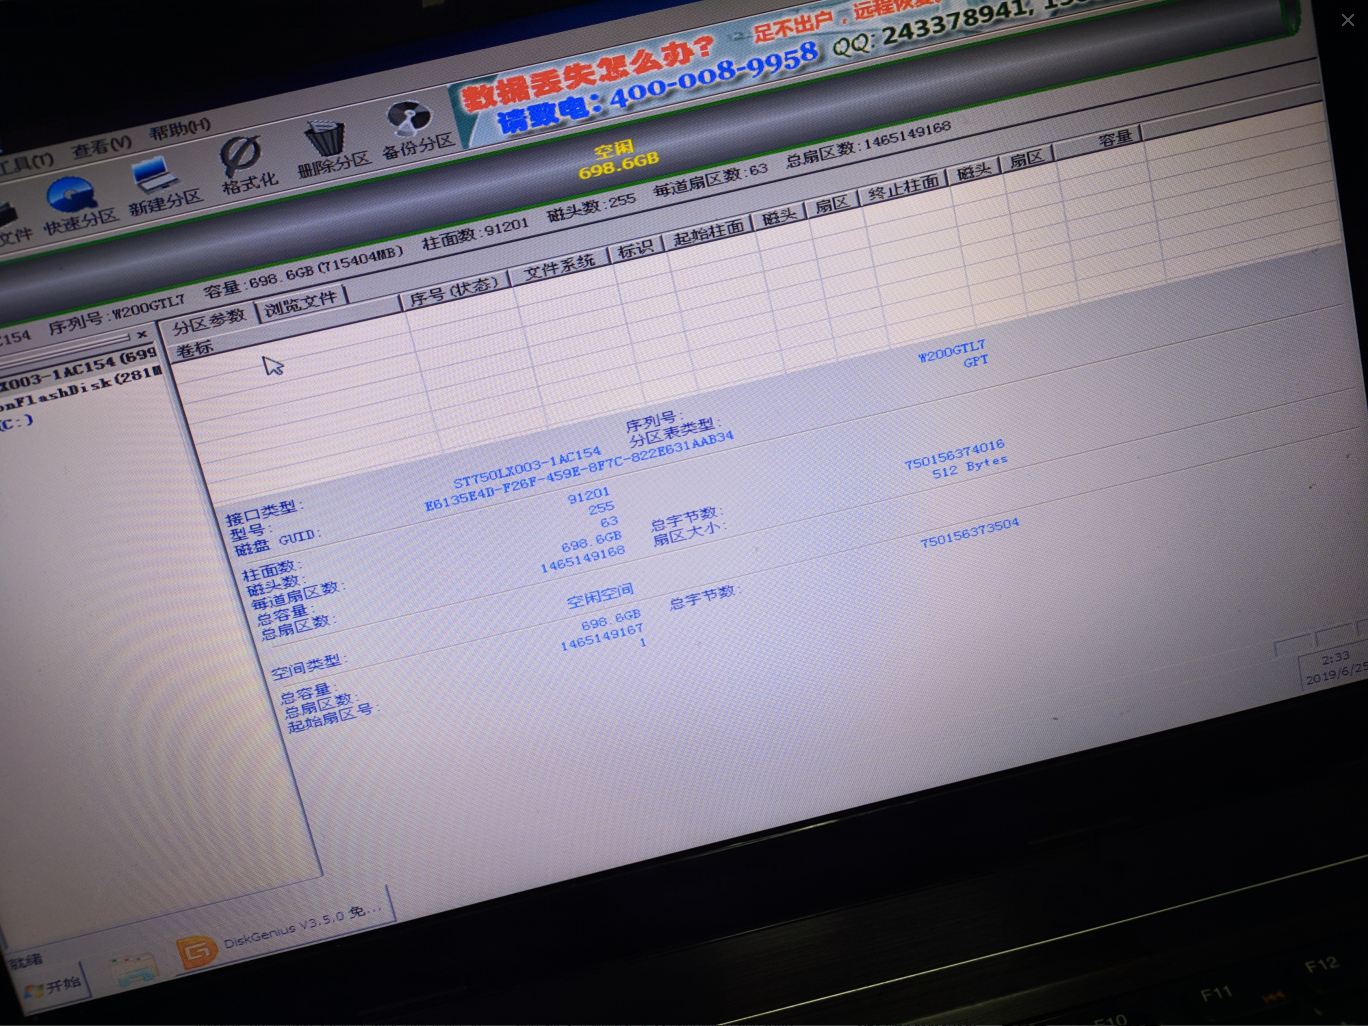 数据丢失怎么办?
足不出户，远程恢复
请致电：400-008-9958
QQ: 243378941,
工具(T) 查看(V) 帮助(H)
文件 快速分区 新建分区 格式化 删除分区 备份分区
空闲
698.6GB
C154 序列号:W200GTL7 容量:698.6GB(715404MB) 柱面数:91201 磁头数:255 每道扇区数:63 总扇区数:1465149168
X003-1AC154(699
onFlashDisk(281M
(C:)
分区参数 浏览文件
卷标 序号(状态) 文件系统 标识 起始柱面 磁头 扇区 终止柱面 磁头 扇区 容量
接口类型: 序列号: W200GTL7
型号: ST750LX003-1AC154 分区表类型: GPT
磁盘 GUID: E6135E4D-F26F-459E-8F7C-822E631AAB34
柱面数: 91201
磁头数: 255
每道扇区数: 63
总容量: 698.6GB 总字节数: 750156374016
总扇区数: 1465149168 扇区大小: 512 Bytes
空间类型: 空闲空间
总容量: 698.6GB 总字节数: 750156373504
总扇区数: 1465149167
起始扇区号: 1
就绪
开始 DiskGenius V3.5.0 免...
2:33
2019/6/25
F10 F11 F12